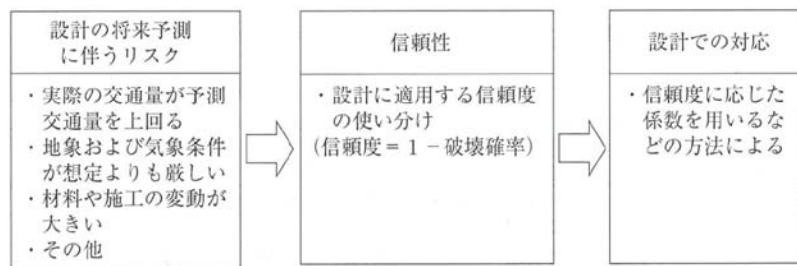 設計の将来予測
に伴うリスク
・実際の交通量が予測
交通量を上回る
・地象および気象条件
が想定よりも厳しい
・材料や施工の変動が
大きい
・その他
信頼性
・設計に適用する信頼度
の使い分け
(信頼度 = 1 − 破壊確率)
設計での対応
・信頼度に応じた
係数を用いるな
どの方法による